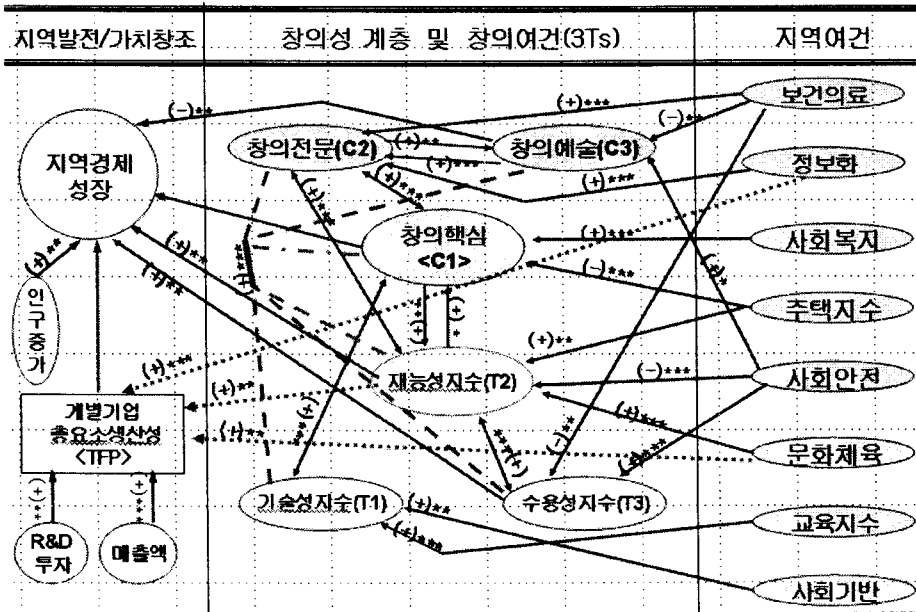 지역발전/가치창조
창의성 계층 및 창의여건(3Ts)
지역여건
지역경제
성장
인구증가
개별기업
총요소생산성
<TFP>
R&D
투자
매출액
창의전문(C2)
창의예술(C3)
창의핵심
<C1>
재능성지수(T2)
기술성지수(T1)
수용성지수(T3)
보건의료
정보화
사회복지
주택지수
사회안전
문화체육
교육지수
사회기반
(-)**
(+)***
(-)**
(+)**
(+)***
(+)***
(+)***
(+)***
(+)***
(-)***
(+)*
(+)**
(+)**
(+)**
(+)**
(+)*
(+)***
(+)**
(-)***
(+)***
(+)**
(-)**
(+)***
(+)***
(+)**
(+)***